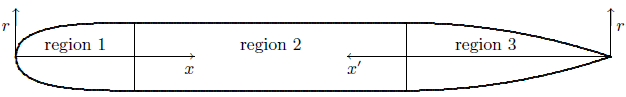 r region 1 region 2 region 3 r
x x′